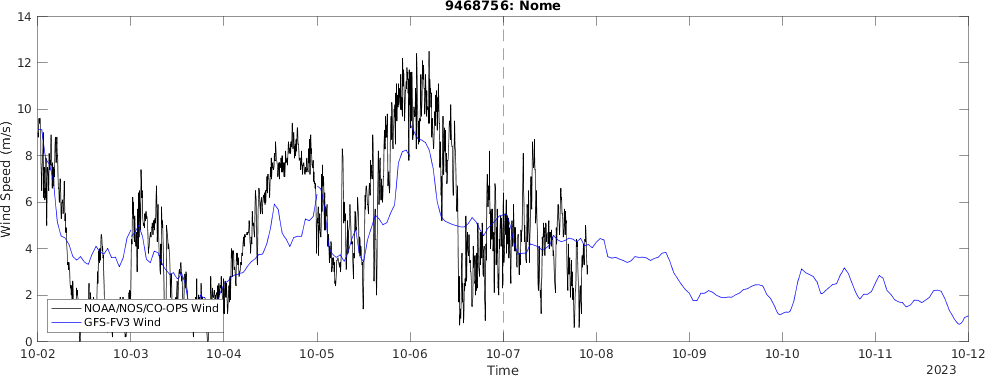 9468756: Nome
14
12
10
8
6
4
2
0
Wind Speed (m/s)
NOAA/NOS/CO-OPS Wind
GFS-FV3 Wind
10-02 10-03 10-04 10-05 10-06 10-07 10-08 10-09 10-10 10-11 10-12
Time
2023